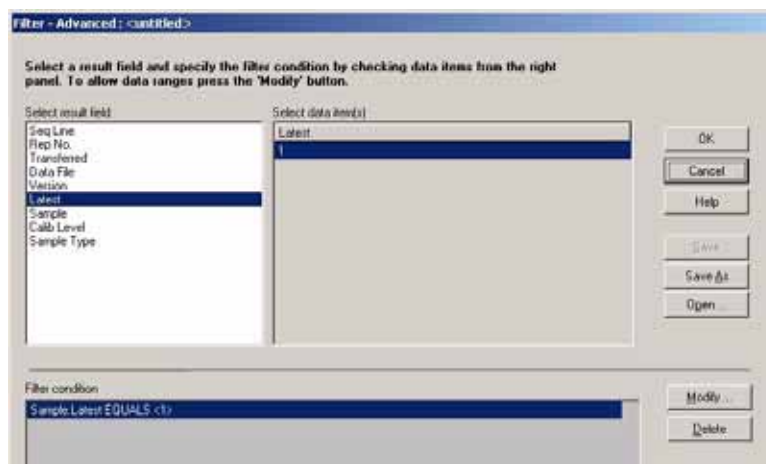 Filter - Advanced : <untitled>
Select a result field and specify the filter condition by checking data items from the right
panel. To allow data ranges press the 'Modify' button.
Select result field
Select data item(s)
Seq Line
Rep No.
Transferred
Data File
Version
Latest
Sample
Calib Level
Sample Type
Latest
1
OK
Cancel
Help
Save
Save As
Open ...
Filter condition
Sample.Latest EQUALS <1>
Modify ...
Delete